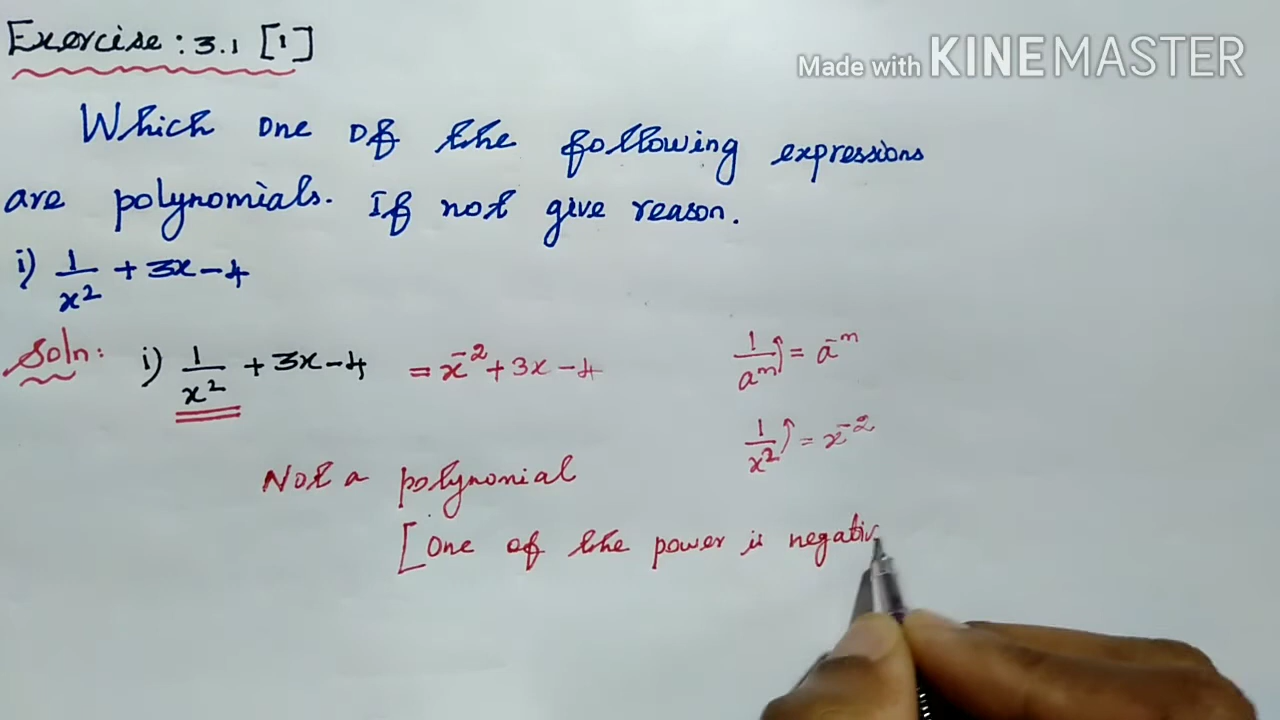 Exercise: 3.1 [1]
Made with KINEMASTER
Which one of the following expressions
are polynomials. If not give reason.
i) 1/x² + 3x - 4
Soln: i) 1/x² + 3x - 4 = x⁻² + 3x - 4
1/aᵐ = a⁻ᵐ
1/x² = x⁻²
Not a polynomial
[One of the power is negativ